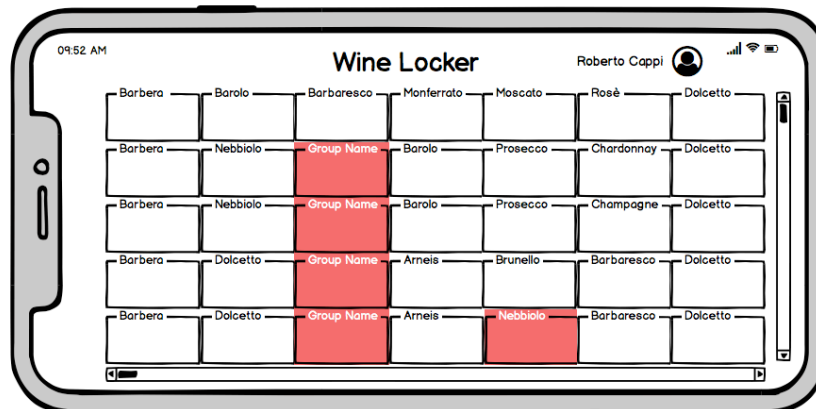 09:52 AM
Wine Locker
Roberto Cappi
Barbera Barolo Barbaresco Monferrato Moscato Rosè Dolcetto
Barbera Nebbiolo Group Name Barolo Prosecco Chardonnay Dolcetto
Barbera Nebbiolo Group Name Barolo Prosecco Champagne Dolcetto
Barbera Dolcetto Group Name Arneis Brunello Barbaresco Dolcetto
Barbera Dolcetto Group Name Arneis Nebbiolo Barbaresco Dolcetto